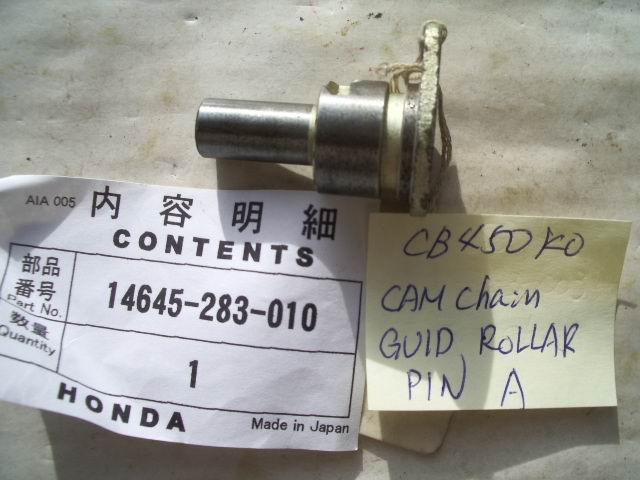 AIA 005
内容明細
CONTENTS
部品
番号
Part No.
14645-283-010
数量
Quantity
1
HONDA
Made in Japan
CB450K0
CAM Chain
GUID ROLLAR
PIN A